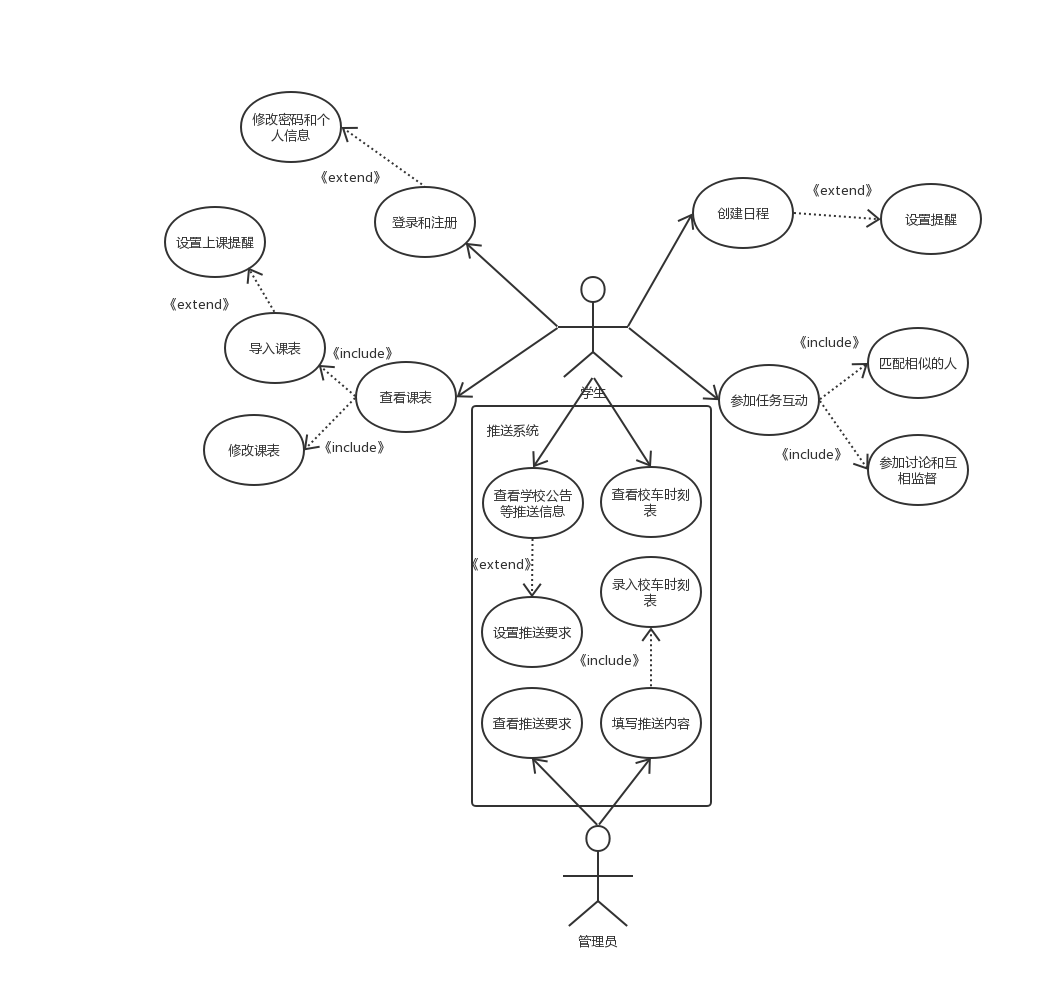 修改密码和个
人信息
《extend》
登录和注册
创建日程
《extend》
设置提醒
设置上课提醒
《extend》
导入课表
《include》
查看课表
修改课表
《include》
学生
《include》
匹配相似的人
参加任务互动
《include》
参加讨论和互
相监督
推送系统
查看学校公告
等推送信息
查看校车时刻
表
《extend》
录入校车时刻
表
设置推送要求
《include》
查看推送要求
填写推送内容
管理员